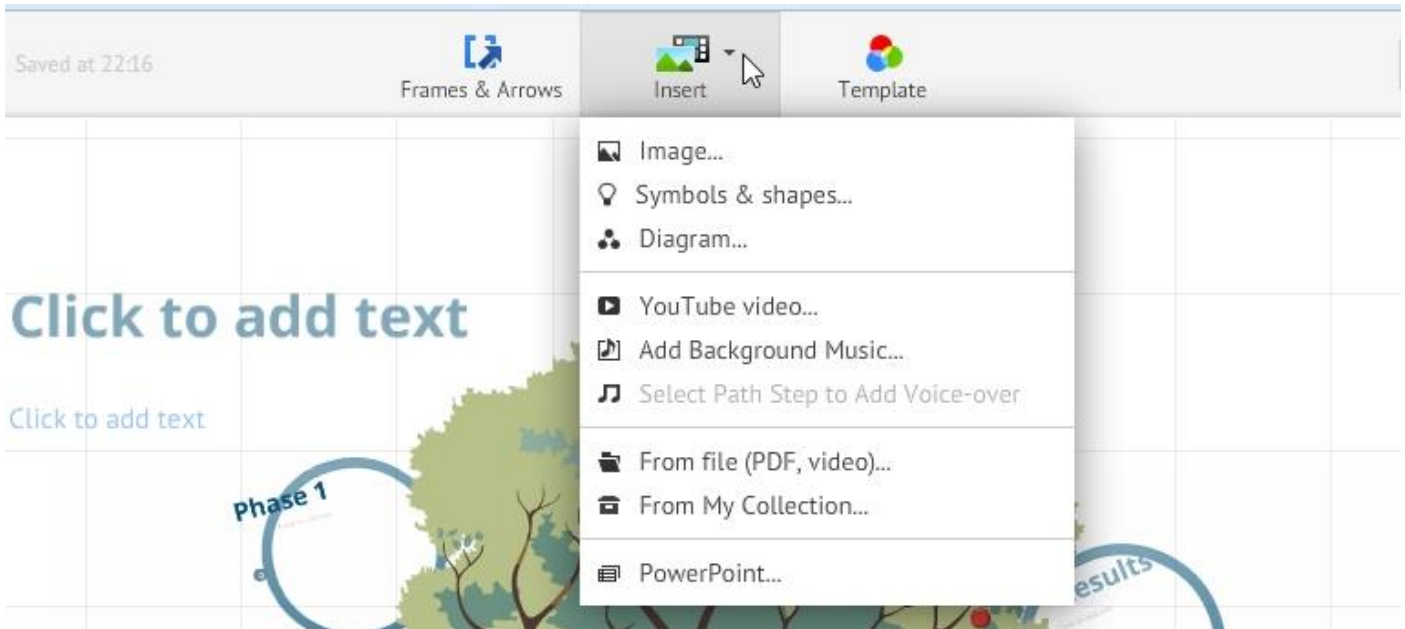 Saved at 22:16
Frames & Arrows
Insert
Template
Image...
Symbols & shapes...
Diagram...
YouTube video...
Add Background Music...
Select Path Step to Add Voice-over
From file (PDF, video)...
From My Collection...
PowerPoint...
Click to add text
Click to add text
Phase 1
esults